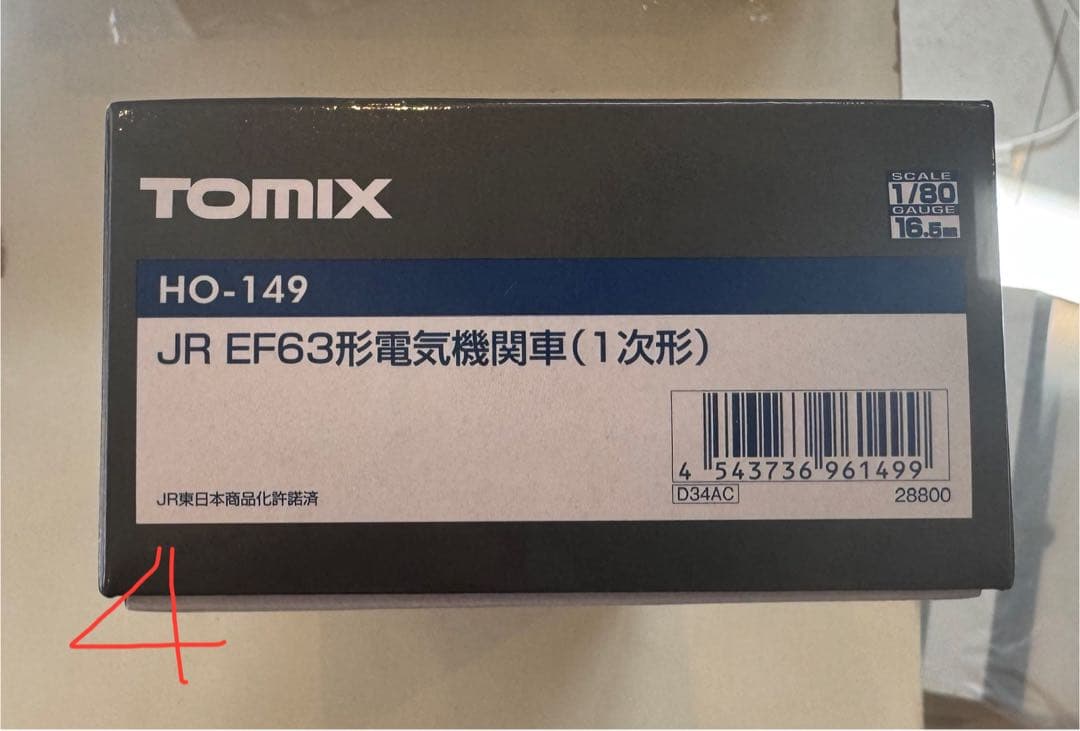 TOMIX
SCALE
1/80
GAUGE
16.5mm
HO-149
JR EF63形電気機関車(1次形)
4 543736 961499
JR東日本商品化許諾済
D34AC
28800
4